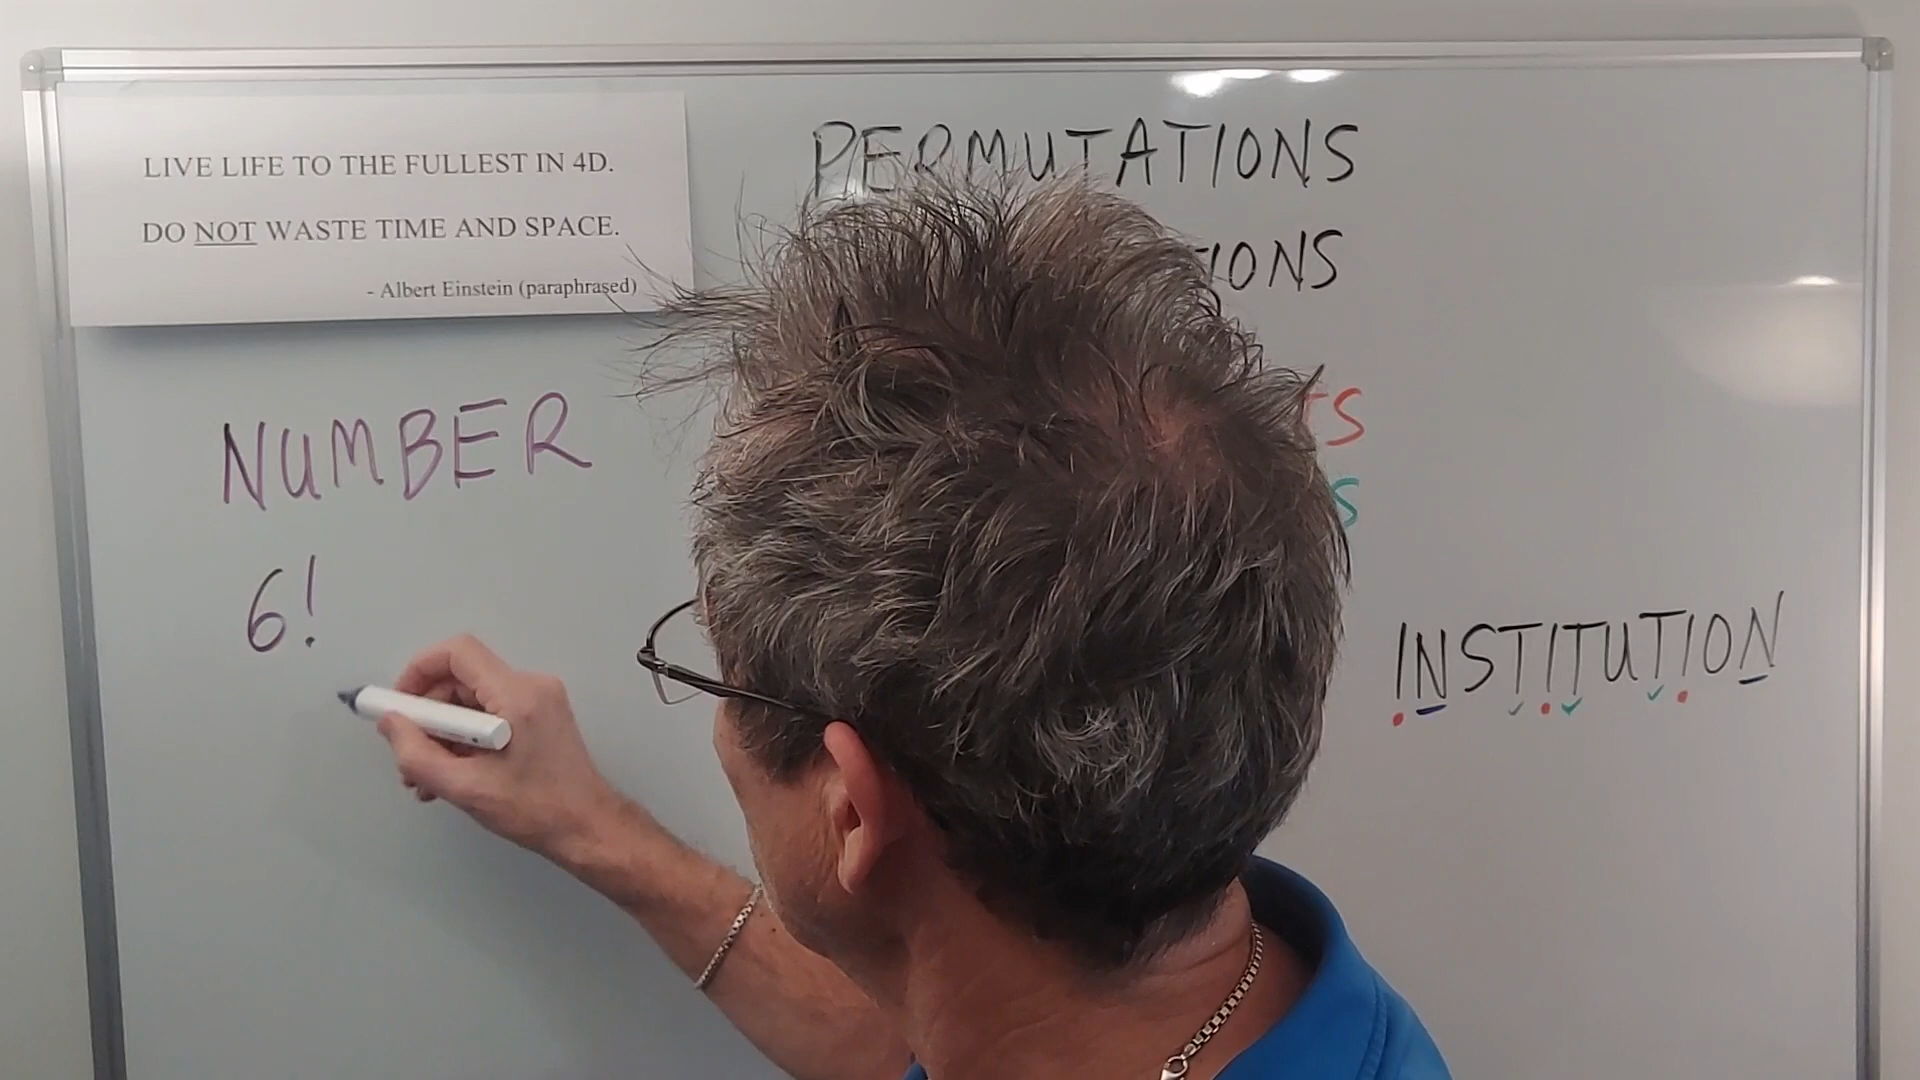 LIVE LIFE TO THE FULLEST IN 4D.
DO NOT WASTE TIME AND SPACE.
- Albert Einstein (paraphrased)
PERMUTATIONS
NUMBER
6!
INSTITUTION